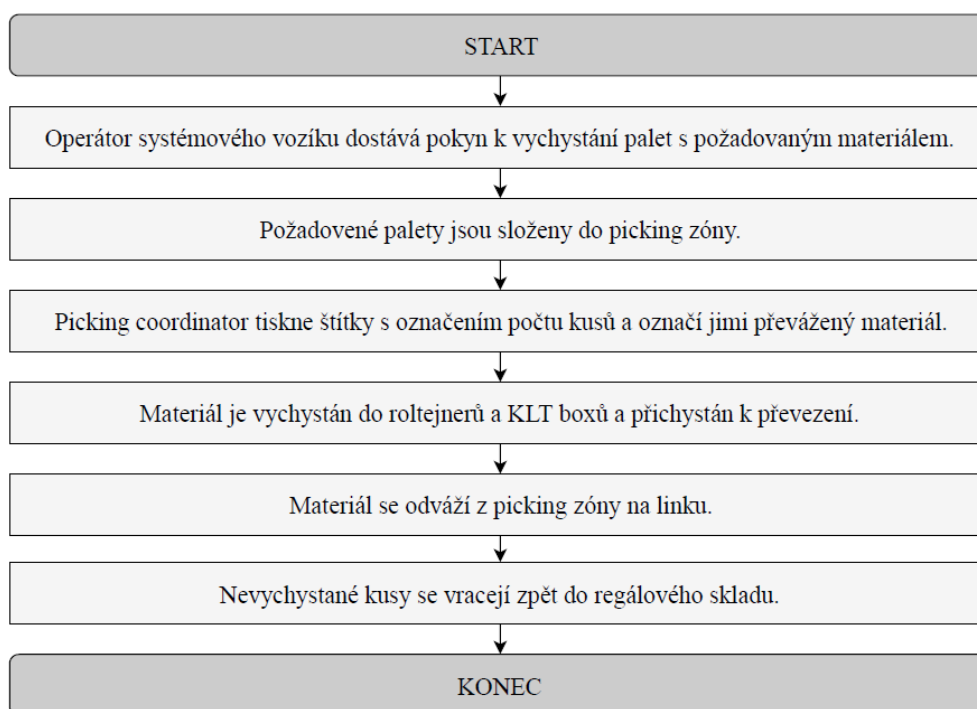 START
Operátor systémového vozíku dostává pokyn k vychystání palet s požadovaným materiálem.
Požadovené palety jsou složeny do picking zóny.
Picking coordinator tiskne štítky s označením počtu kusů a označí jimi převážený materiál.
Materiál je vychystán do roltejnerů a KLT boxů a přichystán k převezení.
Materiál se odváží z picking zóny na linku.
Nevychystané kusy se vracejí zpět do regálového skladu.
KONEC